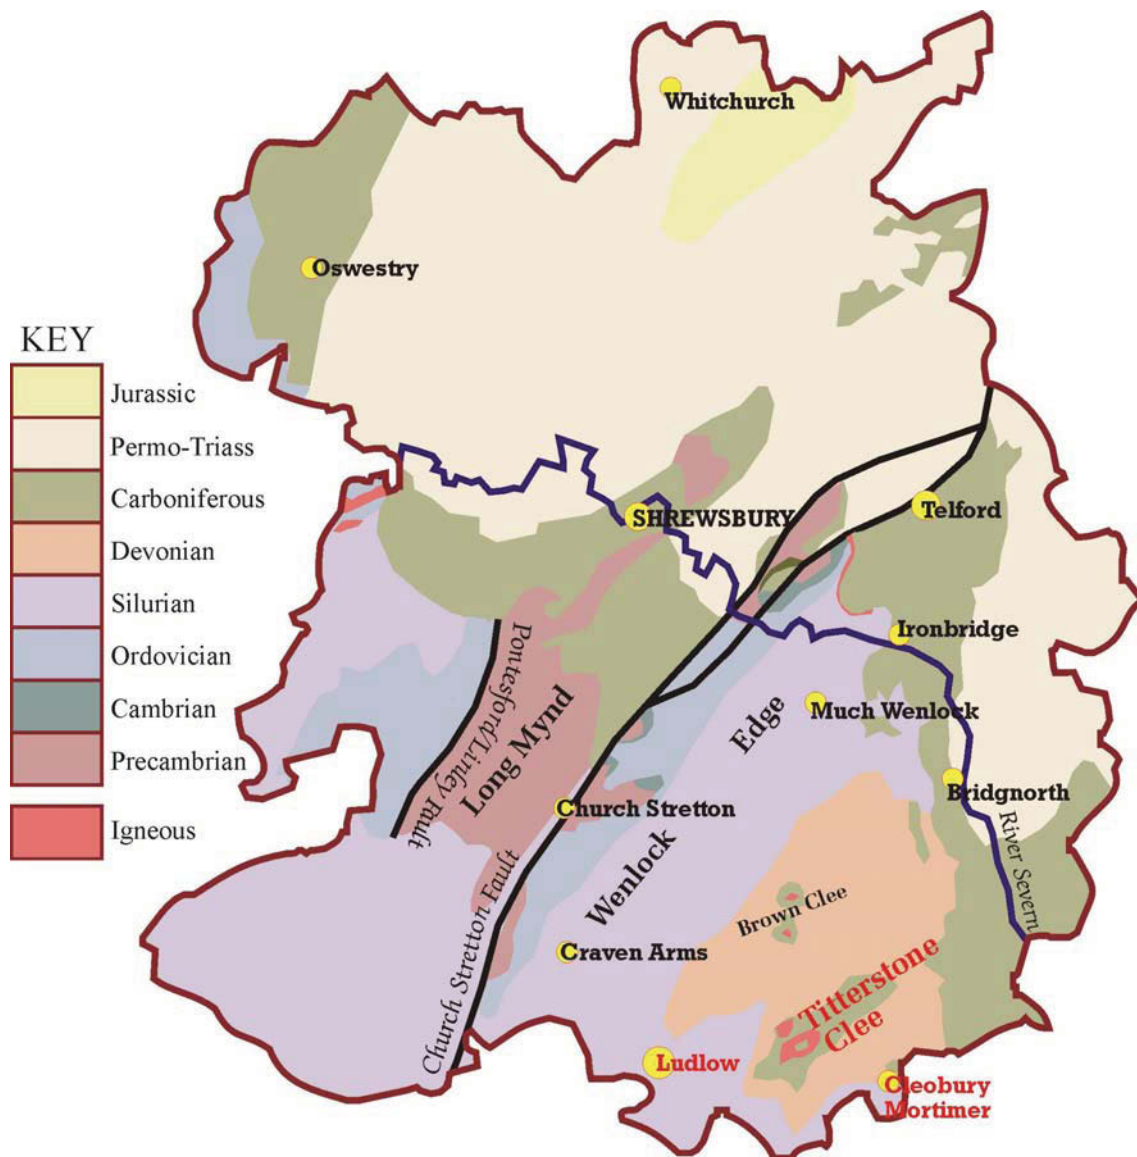 Whitchurch
Oswestry
KEY
Jurassic
Permo-Triass
Carboniferous
Devonian
Silurian
Ordovician
Cambrian
Precambrian
Igneous
SHREWSBURY
Telford
Ironbridge
Pontesford/Linley Fault
Long Mynd
Edge
Much Wenlock
Bridgnorth
Church Stretton
River Severn
Wenlock
Brown Clee
Craven Arms
Church Stretton Fault
Titterstone
Clee
Ludlow
Cleobury
Mortimer